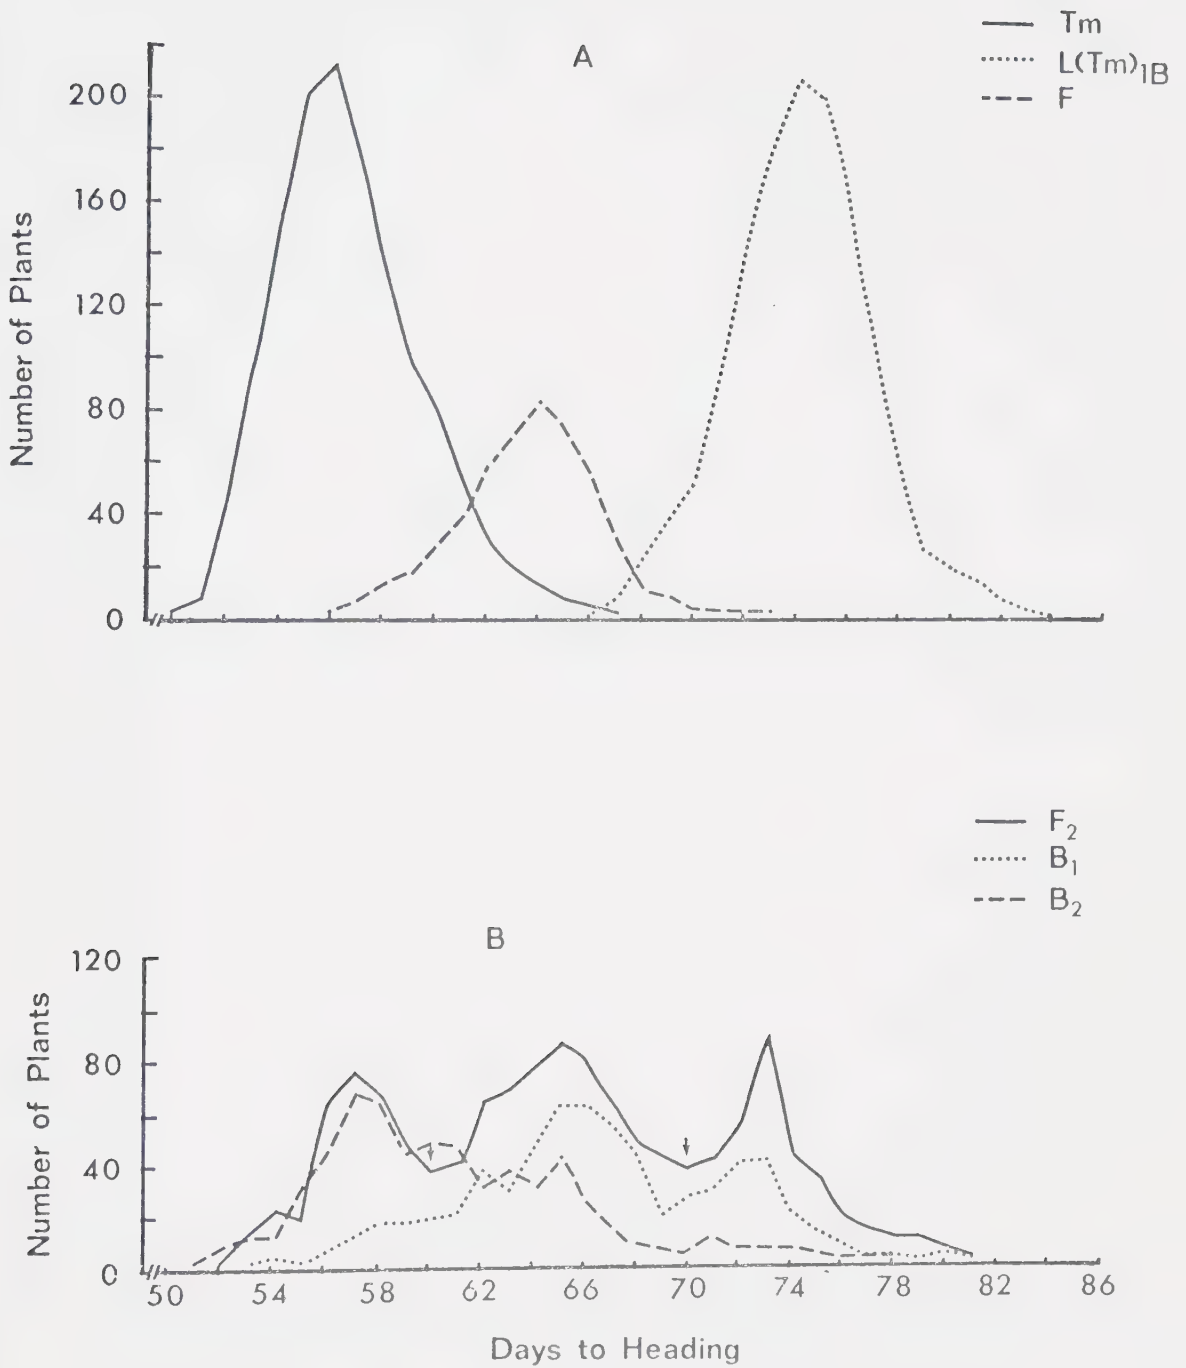 A
Tm
L(Tm)1B
F
Number of Plants
200
160
120
80
40
0
F2
B1
B2
B
Number of Plants
120
80
40
0
50 54 58 62 66 70 74 78 82 86
Days to Heading